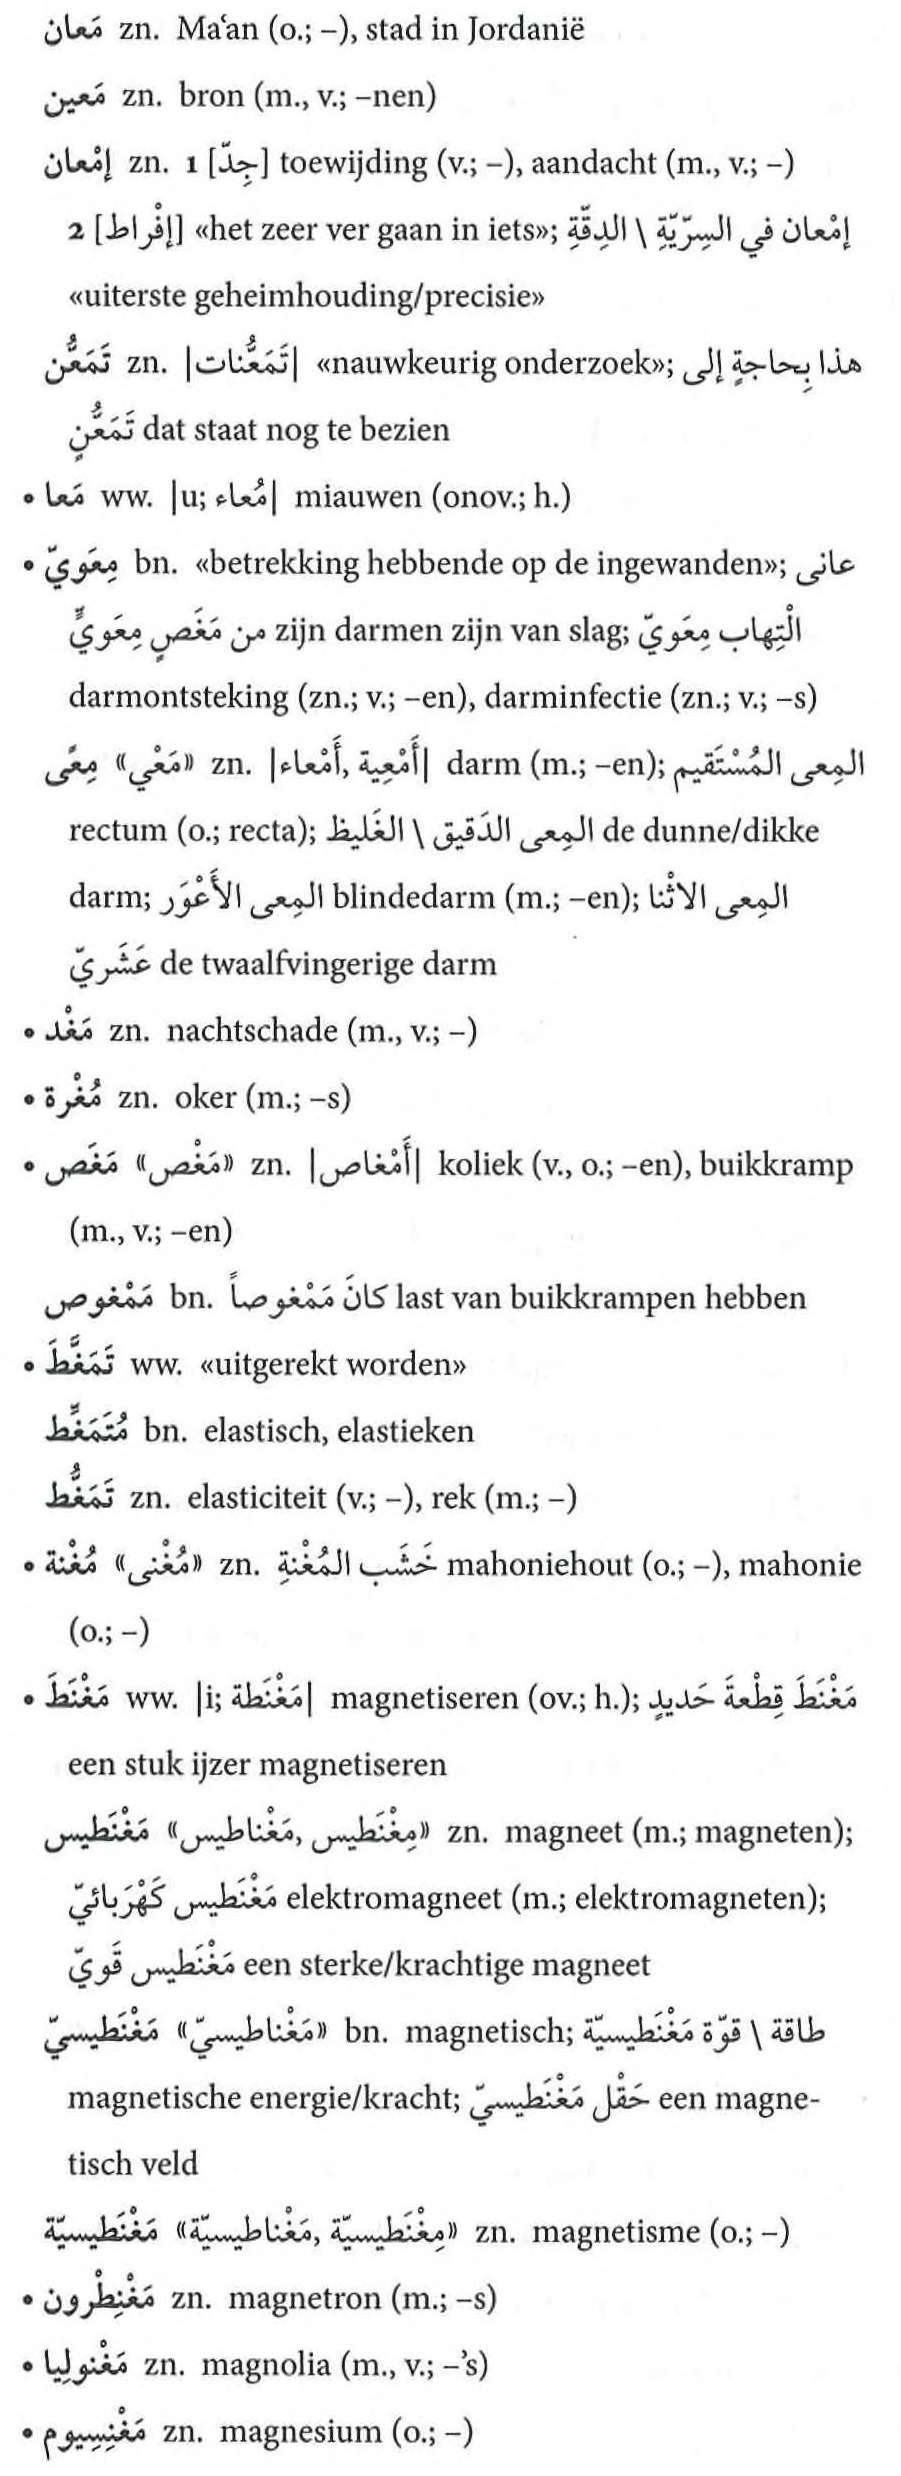 مَعان zn. Maʿan (o.; –), stad in Jordanië
مَعين zn. bron (m., v.; –nen)
إمْعان zn. 1 [جِدّ] toewijding (v.; –), aandacht (m., v.; –)
2 [إفْراط] «het zeer ver gaan in iets»; إمْعان في السِرّيّةِ \ الدِقّةِ
«uiterste geheimhouding/precisie»
تَمَعُّن zn. |تَمَعُّنات| «nauwkeurig onderzoek»; هذا بِحاجةٍ إلى
تَمَعُّنٍ dat staat nog te bezien
• مَعا ww. |u; مُعاء| miauwen (onov.; h.)
• مِعَويّ bn. «betrekking hebbende op de ingewanden»; عانى
من مَغَصٍ مِعَويٍّ zijn darmen zijn van slag; الْتِهاب مِعَويّ
darmontsteking (zn.; v.; –en), darminfectie (zn.; v.; –s)
مِعًى «مَعْي» zn. |أَمْعِية, أَمْعاء| darm (m.; –en); المِعى المُسْتَقيم
rectum (o.; recta); المِعى الدَقيق \ الغَليظ de dunne/dikke
darm; المِعى الأَعْوَر blindedarm (m.; –en); المِعى الاثْنا
عَشَريّ de twaalfvingerige darm
• مَغْد zn. nachtschade (m., v.; –)
• مُغْرة zn. oker (m.; –s)
• مَغَص «مَغْص» zn. |أَمْغاص| koliek (v., o.; –en), buikkramp
(m., v.; –en)
مَمْغوص bn. كانَ مَمْغوصاً last van buikkrampen hebben
• تَمَغَّطَ ww. «uitgerekt worden»
مُتَمَغِّط bn. elastisch, elastieken
تَمَغُّط zn. elasticiteit (v.; –), rek (m.; –)
• مُغْنة «مُغْنى» zn. خَشَب المُغْنةِ mahoniehout (o.; –), mahonie
(o.; –)
• مَغْنَطَ ww. |i; مَغْنَطة| magnetiseren (ov.; h.); مَغْنَطَ قِطْعةَ حَديدٍ
een stuk ijzer magnetiseren
مَغْنَطيس «مِغْنَطيس, مَغْناطيس» zn. magneet (m.; magneten);
مَغْنَطيس كَهْرَبائيّ elektromagneet (m.; elektromagneten);
مَغْنَطيس قَويّ een sterke/krachtige magneet
مَغْنَطيسيّ «مَغْناطيسيّ» bn. magnetisch; طاقة \ قوّة مَغْنَطيسيّة
magnetische energie/kracht; حَقْل مَغْنَطيسيّ een magne-
tisch veld
مَغْنَطيسيّة «مِغْنَطيسيّة, مَغْناطيسيّة» zn. magnetisme (o.; –)
• مَغْنِطْرون zn. magnetron (m.; –s)
• مَغْنولِيا zn. magnolia (m., v.; –'s)
• مَغْنِسِيوم zn. magnesium (o.; –)